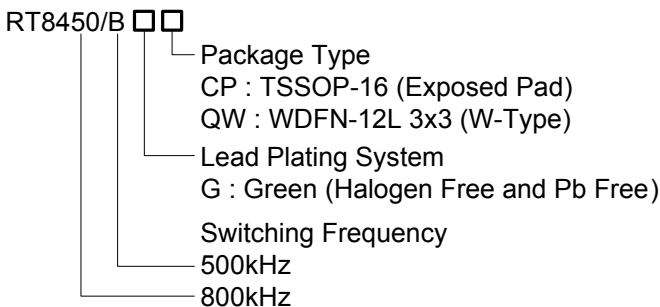 RT8450/B
Package Type
CP : TSSOP-16 (Exposed Pad)
QW : WDFN-12L 3x3 (W-Type)
Lead Plating System
G : Green (Halogen Free and Pb Free)
Switching Frequency
500kHz
800kHz